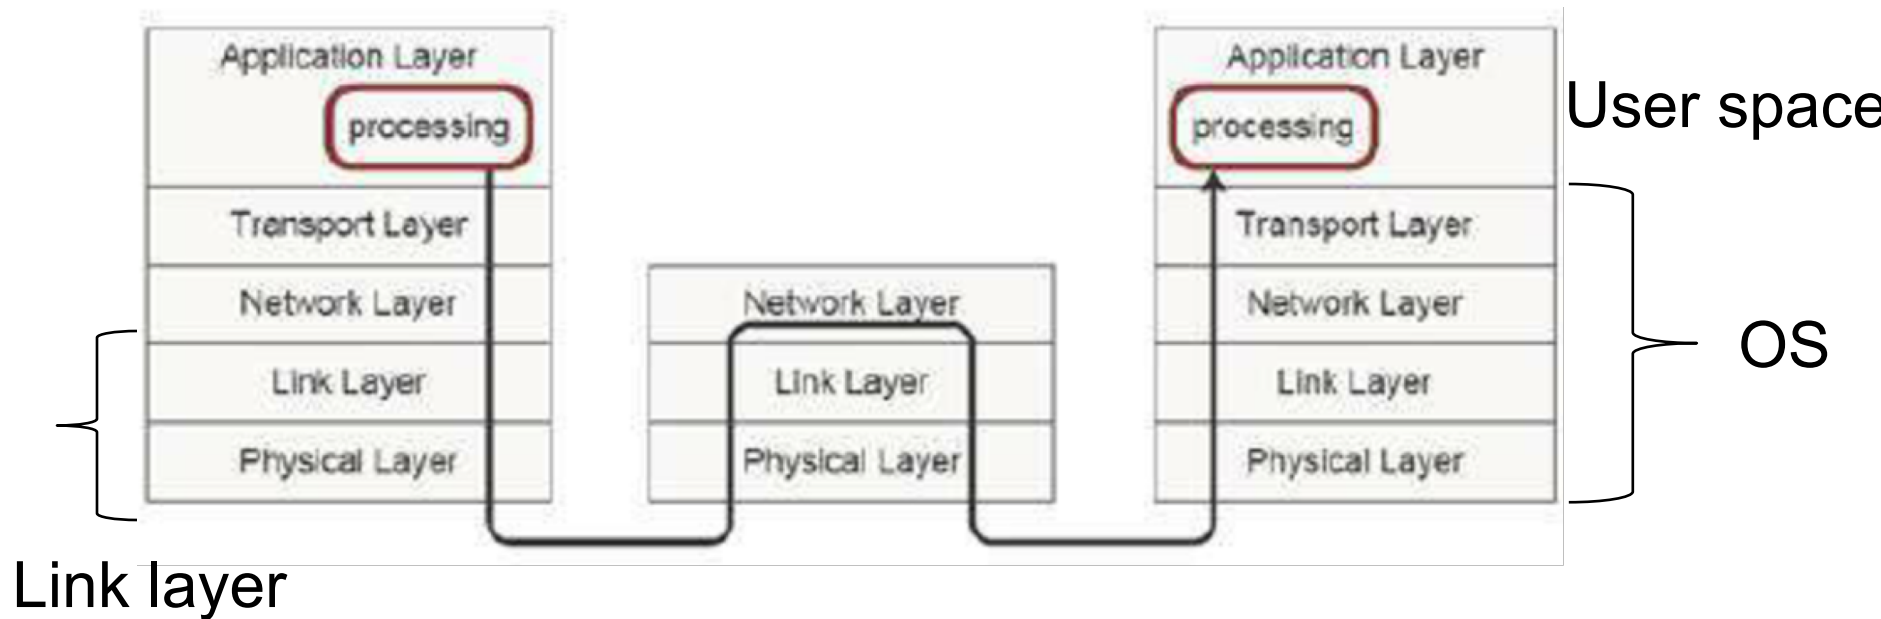 Application Layer
processing
Transport Layer
Network Layer
Link Layer
Physical Layer
Link layer
Network Layer
Link Layer
Physical Layer
Application Layer
processing
Transport Layer
Network Layer
Link Layer
Physical Layer
User space
OS